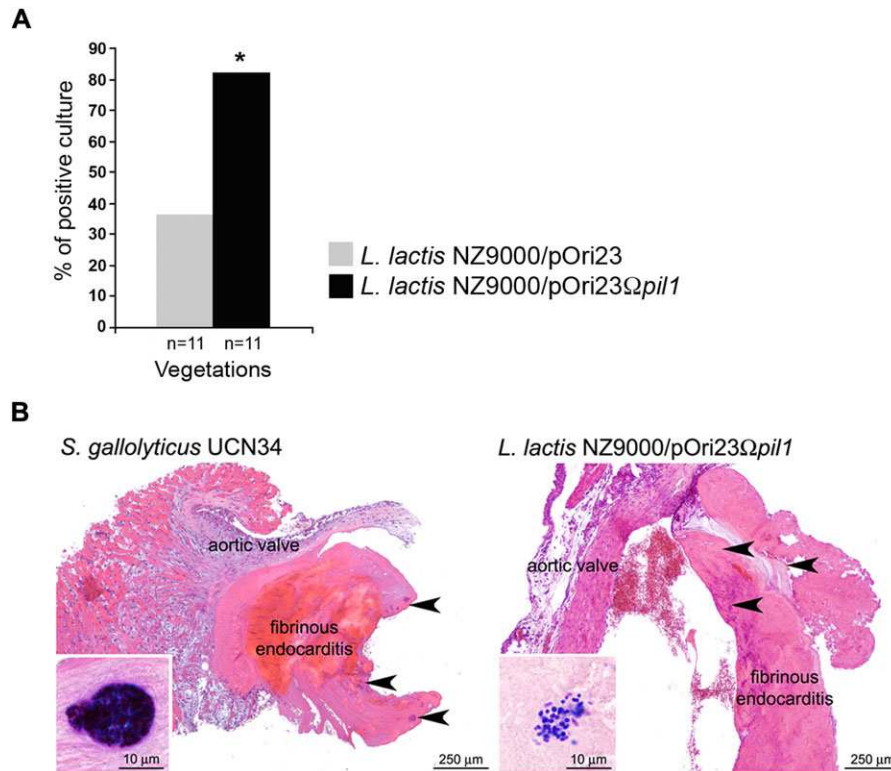 A
90
80
70
60
50
40
30
20
10
0
% of positive culture
*
n=11 n=11
Vegetations
L. lactis NZ9000/pOri23
L. lactis NZ9000/pOri23Ωpil1
B
S. gallolyticus UCN34
aortic valve
fibrinous
endocarditis
10 μm
250 μm
L. lactis NZ9000/pOri23Ωpil1
aortic valve
fibrinous
endocarditis
10 μm
250 μm